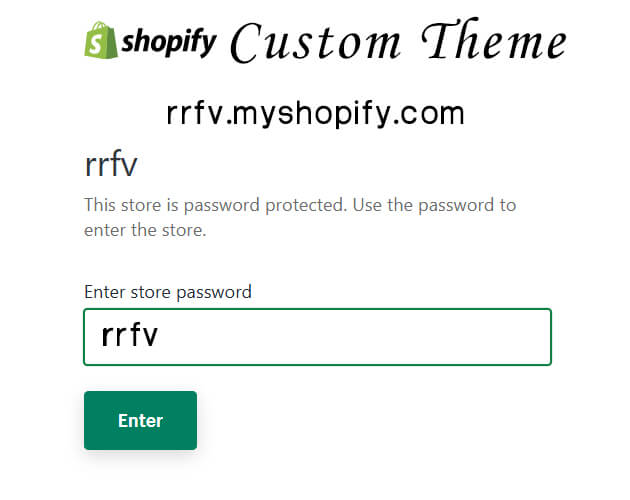 shopify Custom Theme
rrfv.myshopify.com
rrfv
This store is password protected. Use the password to
enter the store.
Enter store password
rrfv
Enter